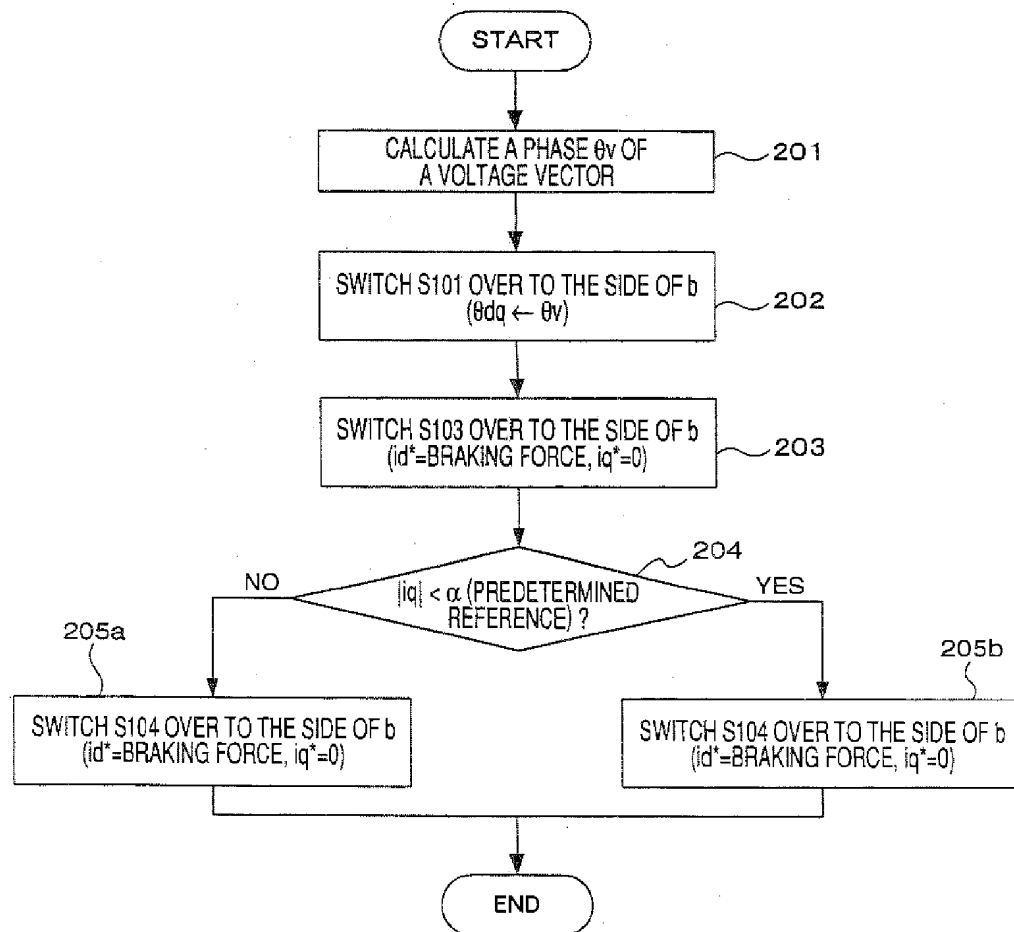 START
CALCULATE A PHASE θv OF
A VOLTAGE VECTOR
201
SWITCH S101 OVER TO THE SIDE OF b
(θdq ← θv)
202
SWITCH S103 OVER TO THE SIDE OF b
(id*=BRAKING FORCE, iq*=0)
203
204
NO
|iq| < α (PREDETERMINED
REFERENCE) ?
YES
205a
205b
SWITCH S104 OVER TO THE SIDE OF b
(id*=BRAKING FORCE, iq*=0)
SWITCH S104 OVER TO THE SIDE OF b
(id*=BRAKING FORCE, iq*=0)
END